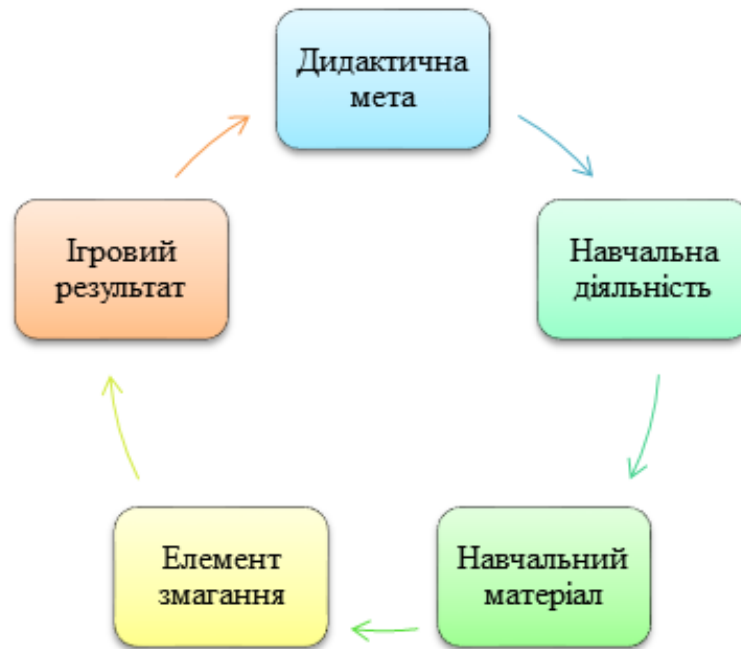 Дидактична
мета
Навчальна
діяльність
Навчальний
матеріал
Елемент
змагання
Ігровий
результат